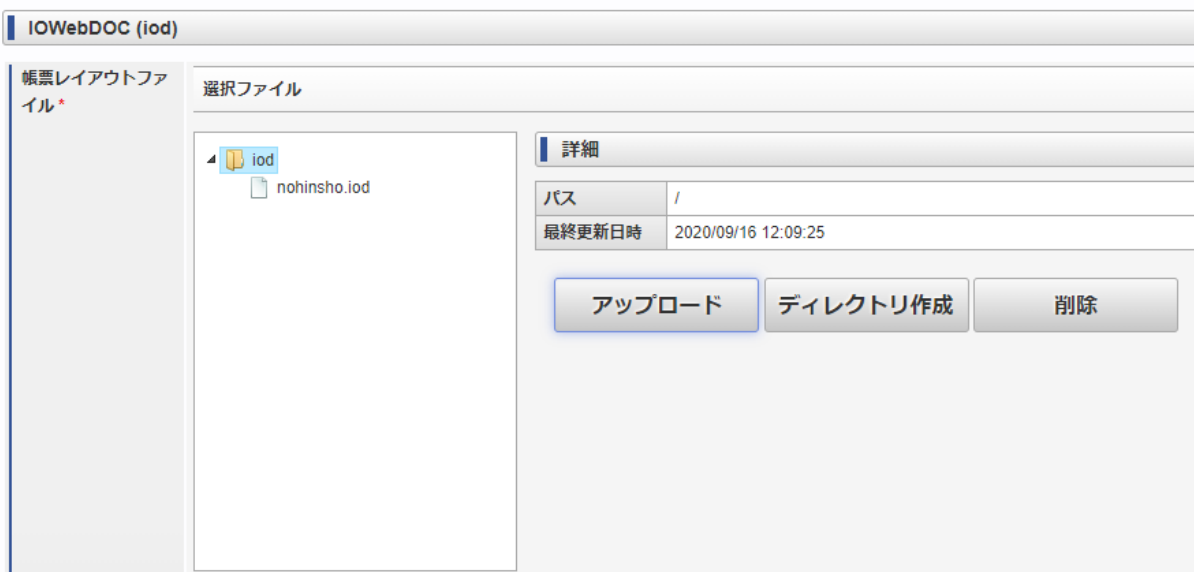 IOWebDOC (iod)
帳票レイアウトファ
イル*
選択ファイル
iod
nohinsho.iod
詳細
パス /
最終更新日時 2020/09/16 12:09:25
アップロード ディレクトリ作成 削除